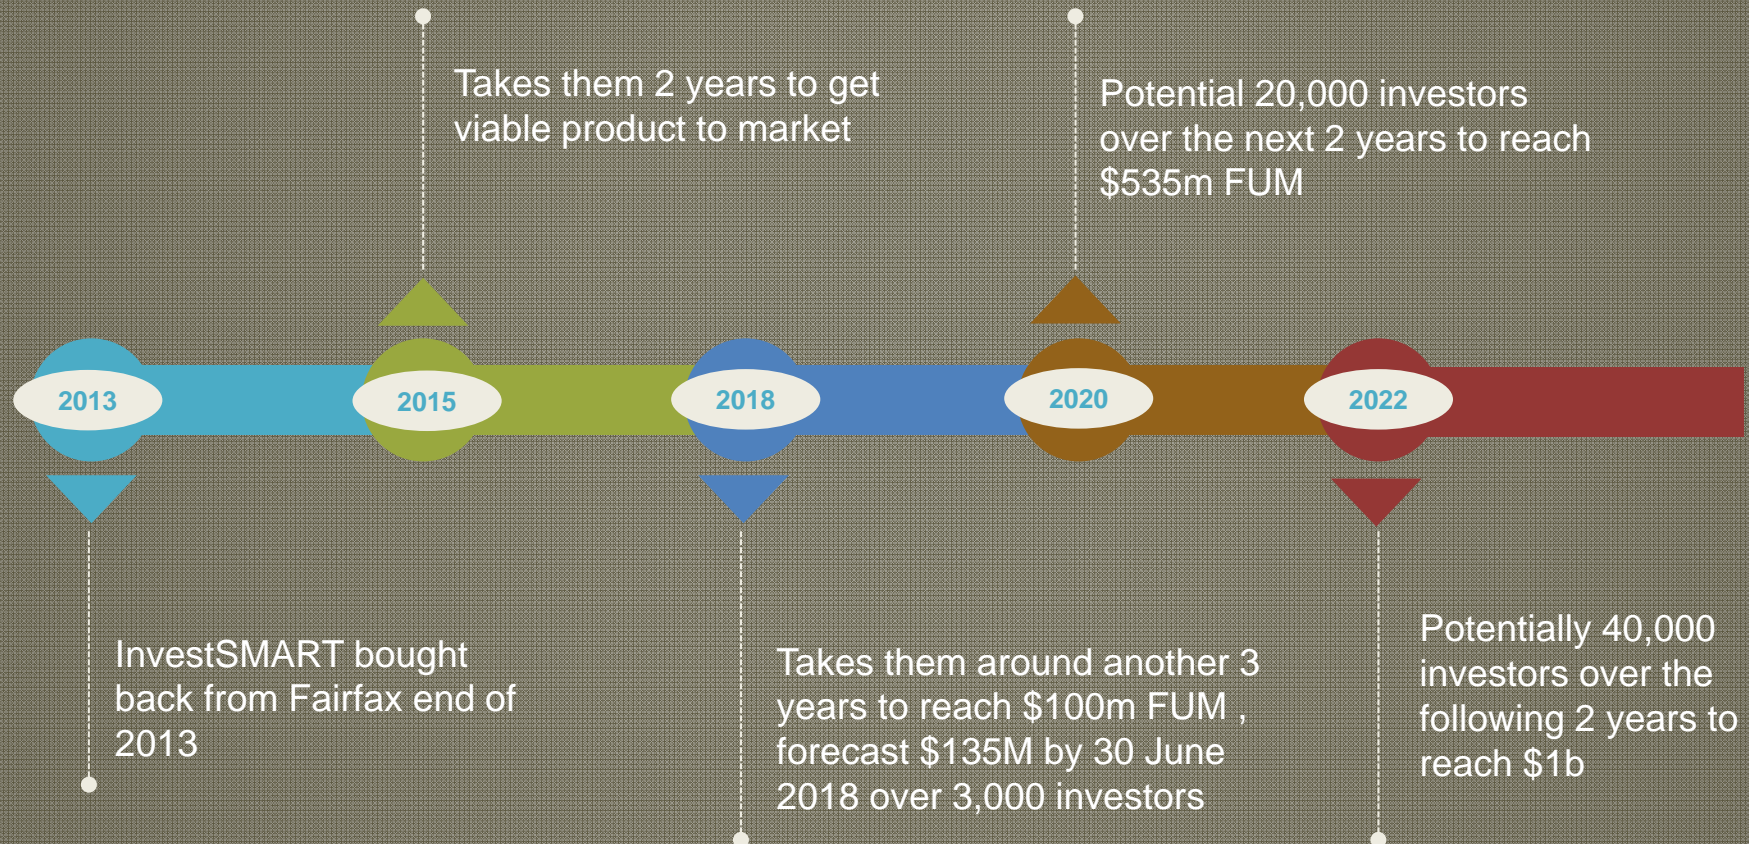 Takes them 2 years to get
viable product to market
Potential 20,000 investors
over the next 2 years to reach
$535m FUM
2013
2015
2018
2020
2022
InvestSMART bought
back from Fairfax end of
2013
Takes them around another 3
years to reach $100m FUM ,
forecast $135M by 30 June
2018 over 3,000 investors
Potentially 40,000
investors over the
following 2 years to
reach $1b